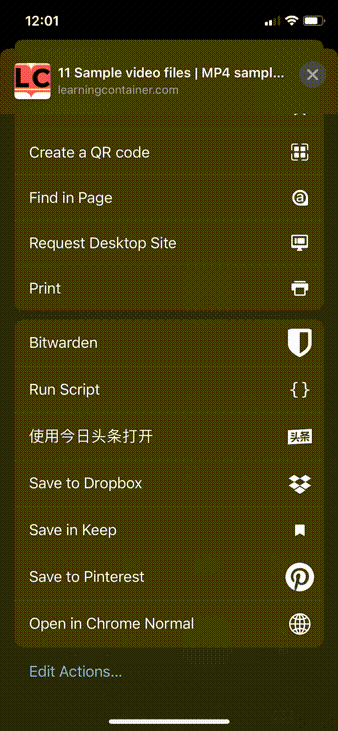 12:01
LC
11 Sample video files | MP4 sampl...
learningcontainer.com
Create a QR code
Find in Page
Request Desktop Site
Print
Bitwarden
Run Script
使用今日头条打开
头条
Save to Dropbox
Save in Keep
Save to Pinterest
Open in Chrome Normal
Edit Actions...